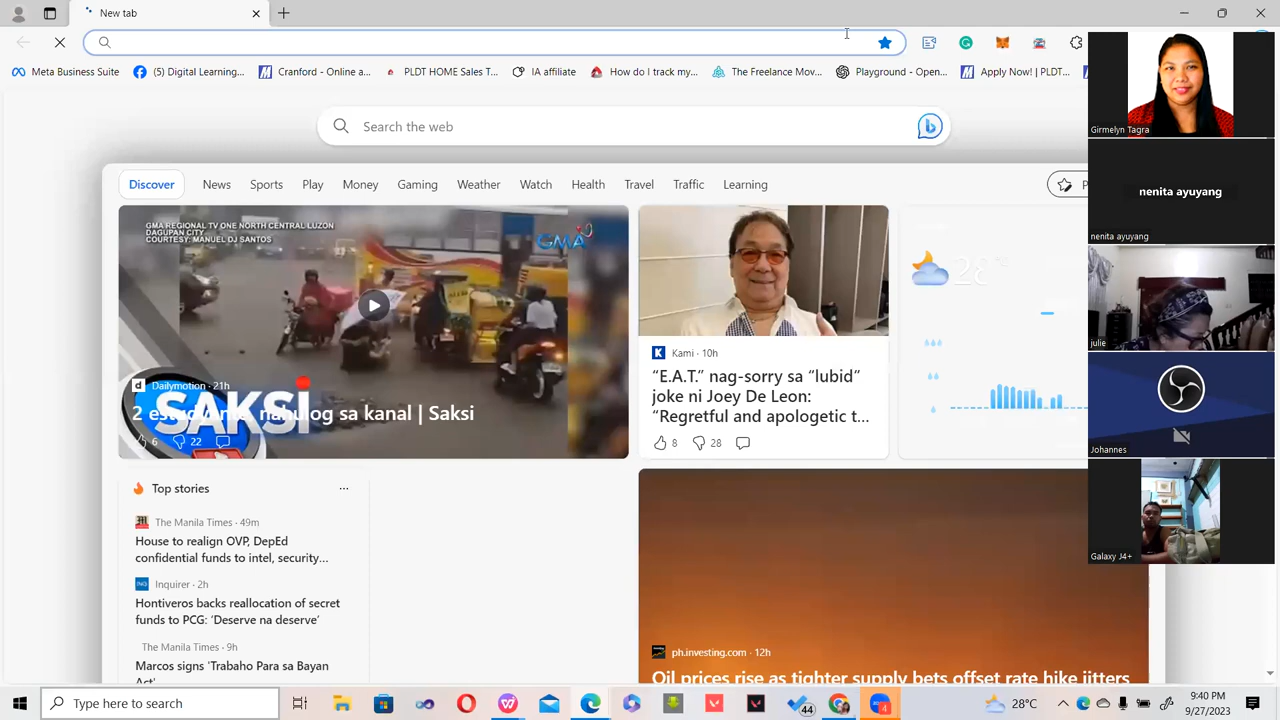 New tab
Meta Business Suite
(5) Digital Learning...
Cranford - Online a...
PLDT HOME Sales T...
IA affiliate
How do I track my...
The Freelance Mov...
Playground - Open...
Apply Now! | PLDT...
Search the web
Discover
News
Sports
Play
Money
Gaming
Weather
Watch
Health
Travel
Traffic
Learning
GMA REGIONAL TV ONE NORTH CENTRAL LUZON
DAGUPAN CITY
COURTESY: MANUEL DJ SANTOS
GMA
SAKSI
Dailymotion · 21h
nahulog sa kanal | Saksi
6
22
Kami · 10h
“E.A.T.” nag-sorry sa “lubid”
joke ni Joey De Leon:
“Regretful and apologetic t...
8
28
28
Top stories
...
The Manila Times · 49m
House to realign OVP, DepEd
confidential funds to intel, security...
Inquirer · 2h
Hontiveros backs reallocation of secret
funds to PCG: ‘Deserve na deserve’
The Manila Times · 9h
Marcos signs 'Trabaho Para sa Bayan
Act'
ph.investing.com · 12h
Oil prices rise as tighter supply bets offset rate hike jitters
Girmelyn Tagra
nenita ayuyang
nenita ayuyang
julie
Johannes
Galaxy J4+
Type here to search
44
4
28°C
9:40 PM
9/27/2023